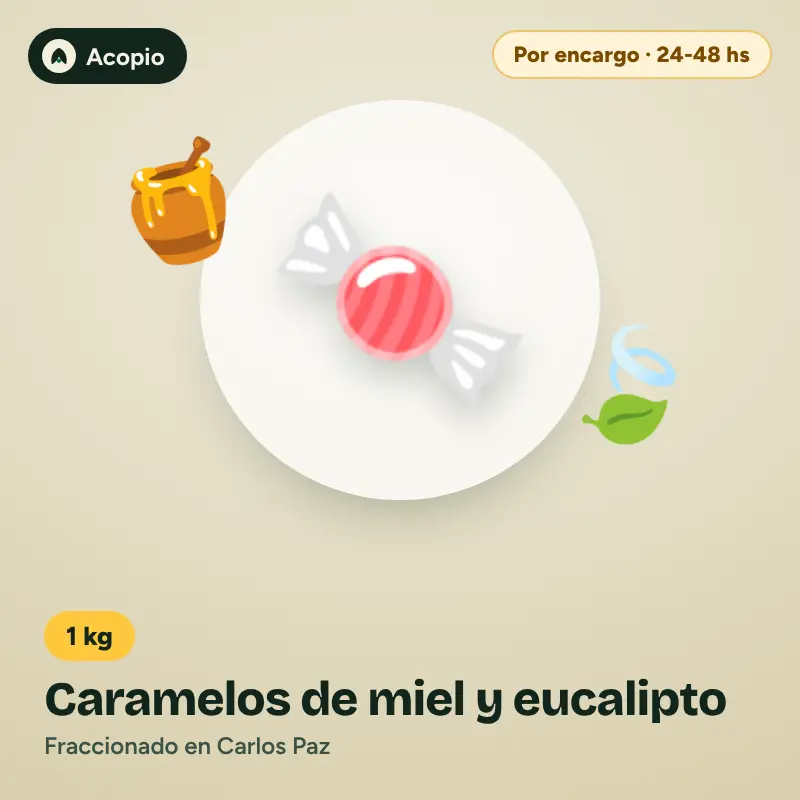 Acopio
Por encargo · 24-48 hs
1 kg
Caramelos de miel y eucalipto
Fraccionado en Carlos Paz